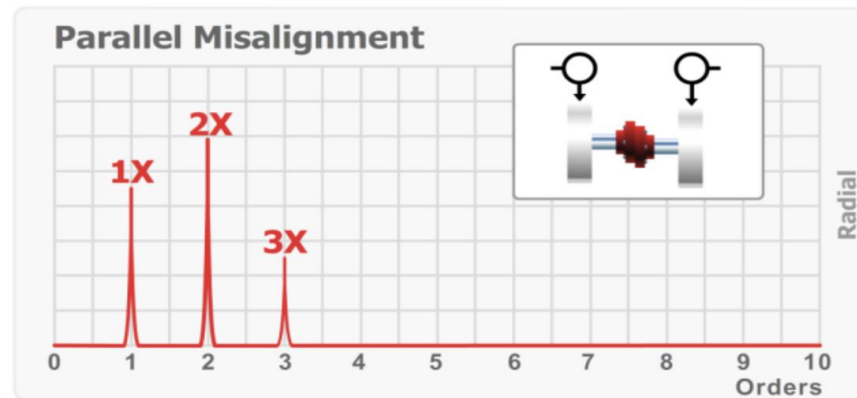 Parallel Misalignment
1X
2X
3X
Radial
0 1 2 3 4 5 6 7 8 9 10
Orders